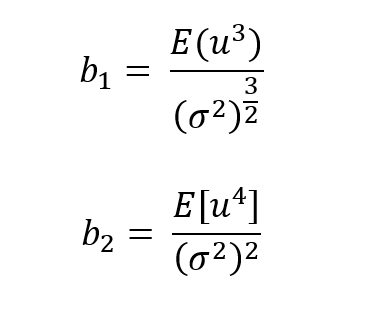 b₁ = E(u³) / (σ²)^(3/2)
b₂ = E[u⁴] / (σ²)²